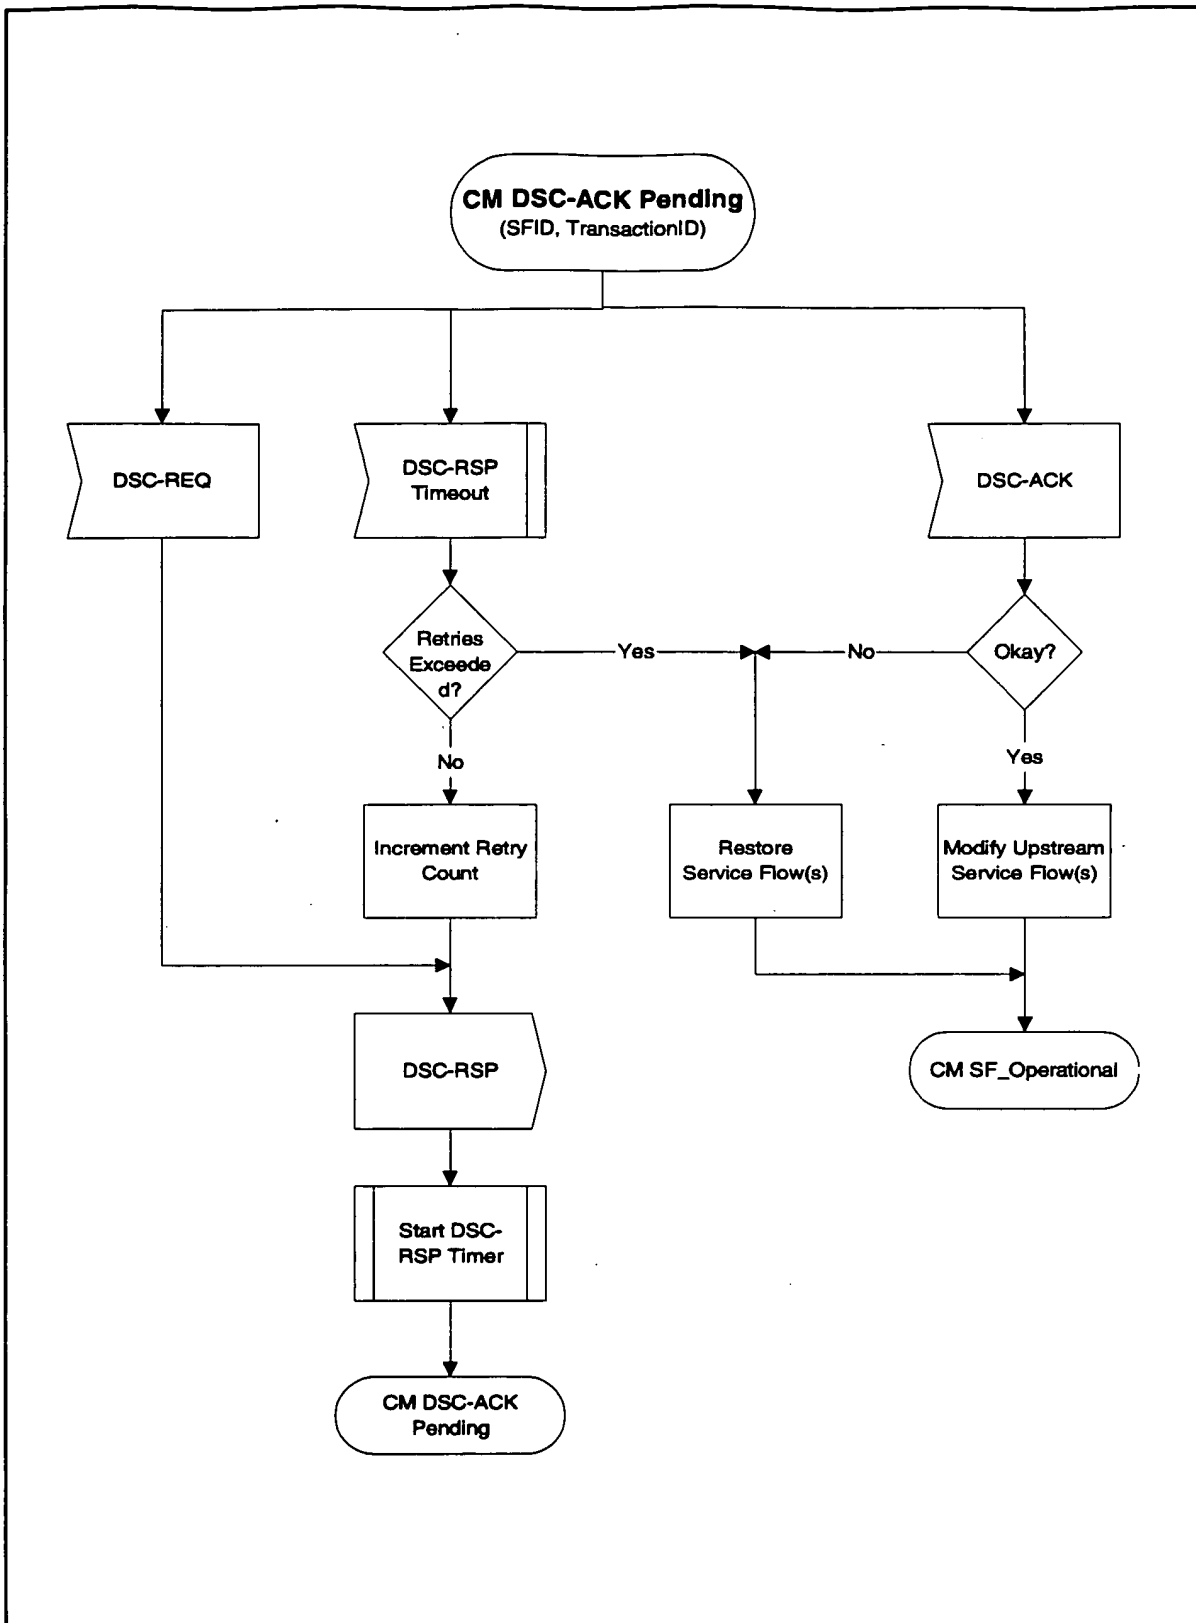 CM DSC-ACK Pending
(SFID, TransactionID)
DSC-REQ
DSC-RSP
Timeout
DSC-ACK
Retries
Exceede
d?
Yes
No
Okay?
No
Yes
Increment Retry
Count
Restore
Service Flow(s)
Modify Upstream
Service Flow(s)
DSC-RSP
CM SF_Operational
Start DSC-
RSP Timer
CM DSC-ACK
Pending